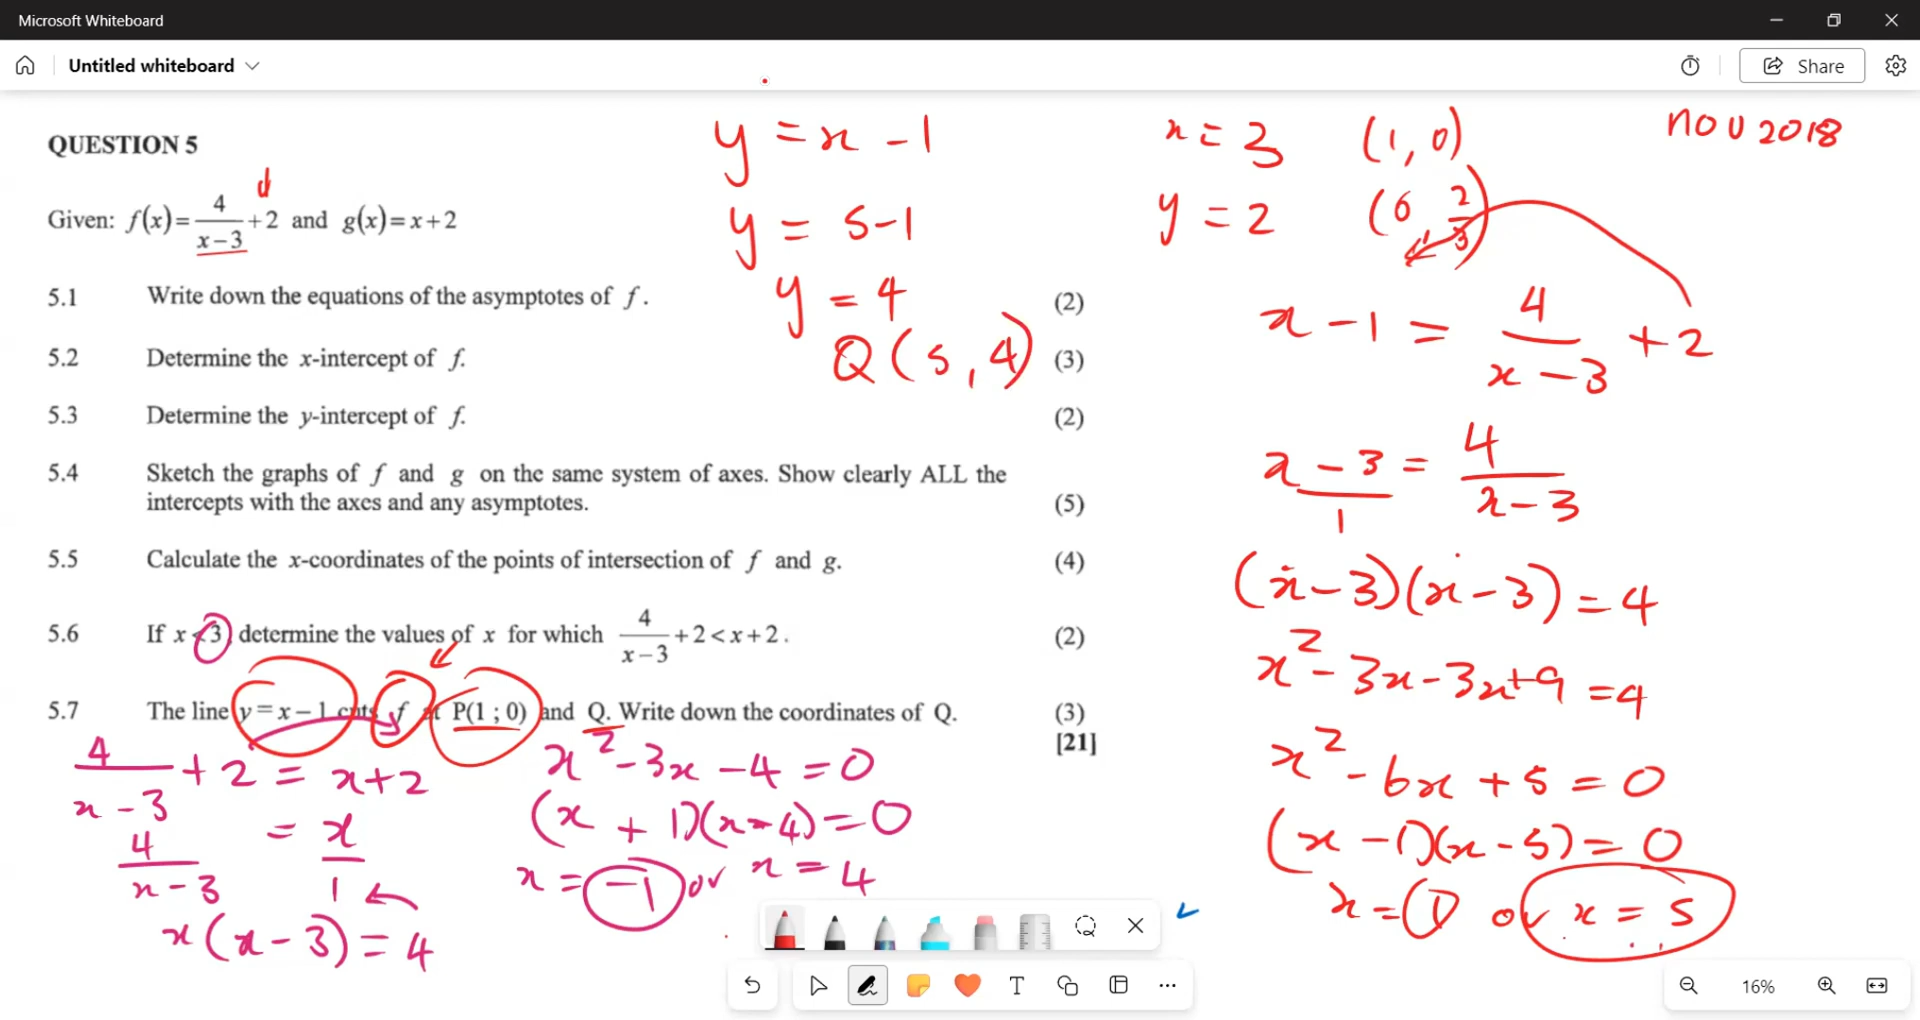 Microsoft Whiteboard
Untitled whiteboard
Share
QUESTION 5
Given: f(x) = 4/(x−3) + 2 and g(x) = x + 2
5.1 Write down the equations of the asymptotes of f. (2)
5.2 Determine the x-intercept of f. (3)
5.3 Determine the y-intercept of f. (2)
5.4 Sketch the graphs of f and g on the same system of axes. Show clearly ALL the
intercepts with the axes and any asymptotes. (5)
5.5 Calculate the x-coordinates of the points of intersection of f and g. (4)
5.6 If x < 3, determine the values of x for which 4/(x−3) + 2 < x + 2. (2)
5.7 The line y = x − 1 cuts f at P(1 ; 0) and Q. Write down the coordinates of Q. (3)
[21]
4/(x−3) + 2 = x+2
4/(x−3) = x/1
x(x−3) = 4
x² − 3x − 4 = 0
(x + 1)(x−4) = 0
x = −1 or x = 4
y = x − 1
y = 5−1
y = 4
Q(5, 4)
x = 3 (1, 0)
y = 2 (0, 2/3)
nov 2018
x − 1 = 4/(x − 3) + 2
(x − 3)/1 = 4/(x − 3)
(x − 3)(x − 3) = 4
x² − 3x − 3x + 9 = 4
x² − 6x + 5 = 0
(x − 1)(x − 5) = 0
x = 1 or x = 5
16%